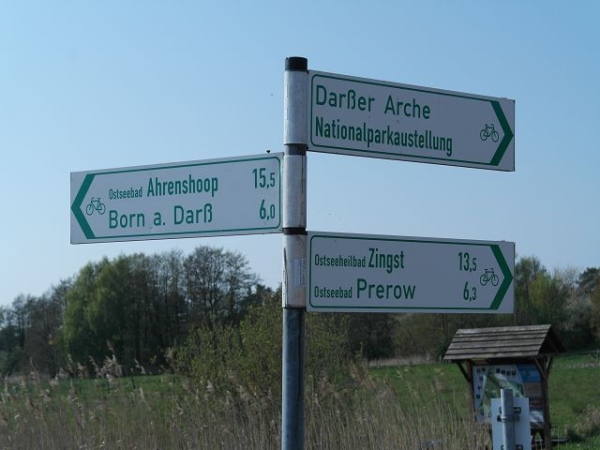 Darßer Arche
Nationalparkaustellung
Ostseebad Ahrenshoop 15,5
Born a. Darß 6,0
Ostseeheilbad Zingst 13,5
Ostseebad Prerow 6,3